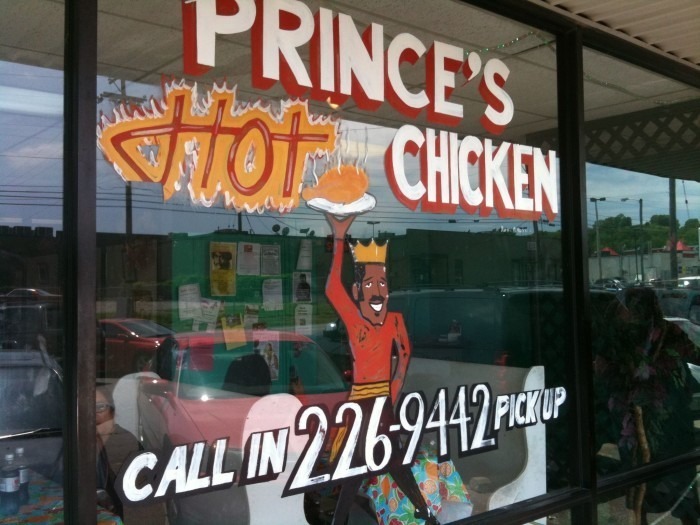 PRINCE'S
HOT CHICKEN
CALL IN 226-9442 PICK UP